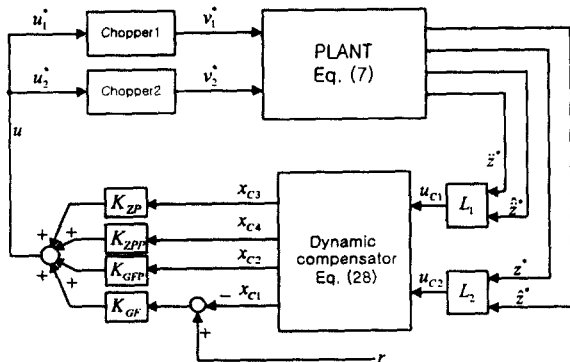 u₁* Chopper1 v₁* PLANT
Eq. (7)
u₂* Chopper2 v₂*
u
z̈*
K_ZP x_C3 u_C1 L₁ z̈̂*
+ + K_ZPP x_C4 Dynamic
compensator
Eq. (28)
+ + K_GFP x_C2 z*
u_C2 L₂ ẑ*
K_GF − x_C1
+
r